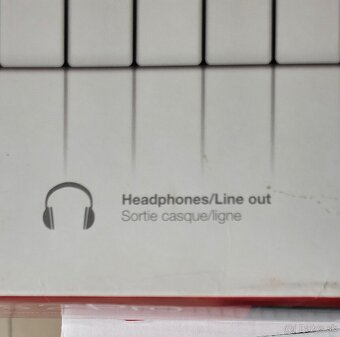 Headphones/Line out
Sortie casque/ligne